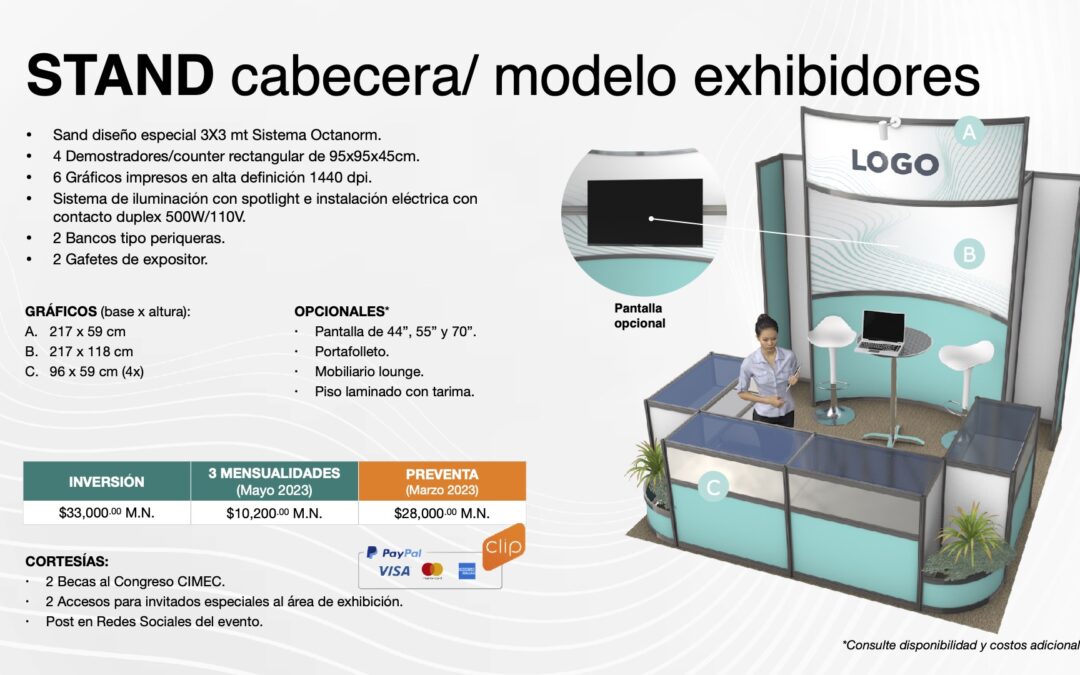 STAND cabecera/ modelo exhibidores
• Sand diseño especial 3X3 mt Sistema Octanorm.
• 4 Demostradores/counter rectangular de 95x95x45cm.
• 6 Gráficos impresos en alta definición 1440 dpi.
• Sistema de iluminación con spotlight e instalación eléctrica con
contacto duplex 500W/110V.
• 2 Bancos tipo periqueras.
• 2 Gafetes de expositor.
GRÁFICOS (base x altura):
A. 217 x 59 cm
B. 217 x 118 cm
C. 96 x 59 cm (4x)
OPCIONALES*
· Pantalla de 44”, 55” y 70”.
· Portafolleto.
· Mobiliario lounge.
· Piso laminado con tarima.
Pantalla
opcional
A
LOGO
B
C
INVERSIÓN
3 MENSUALIDADES
(Mayo 2023)
PREVENTA
(Marzo 2023)
$33,000.00 M.N.
$10,200.00 M.N.
$28,000.00 M.N.
PayPal
clip
VISA
CORTESÍAS:
· 2 Becas al Congreso CIMEC.
· 2 Accesos para invitados especiales al área de exhibición.
· Post en Redes Sociales del evento.
*Consulte disponibilidad y costos adicional